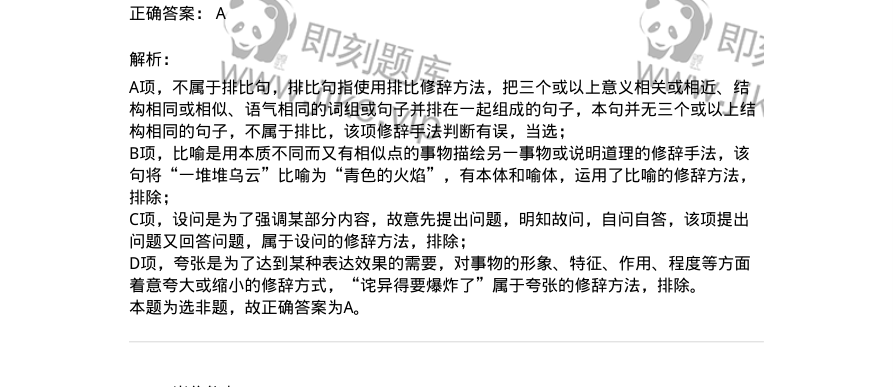 正确答案： A
解析：
A项，不属于排比句，排比句指使用排比修辞方法，把三个或以上意义相关或相近、结
构相同或相似、语气相同的词组或句子并排在一起组成的句子，本句并无三个或以上结
构相同的句子，不属于排比，该项修辞手法判断有误，当选；
B项，比喻是用本质不同而又有相似点的事物描绘另一事物或说明道理的修辞手法，该
句将“一堆堆乌云”比喻为“青色的火焰”，有本体和喻体，运用了比喻的修辞方法，
排除；
C项，设问是为了强调某部分内容，故意先提出问题，明知故问，自问自答，该项提出
问题又回答问题，属于设问的修辞方法，排除；
D项，夸张是为了达到某种表达效果的需要，对事物的形象、特征、作用、程度等方面
着意夸大或缩小的修辞方式，“诧异得要爆炸了”属于夸张的修辞方法，排除。
本题为选非题，故正确答案为A。
即刻题库
即刻